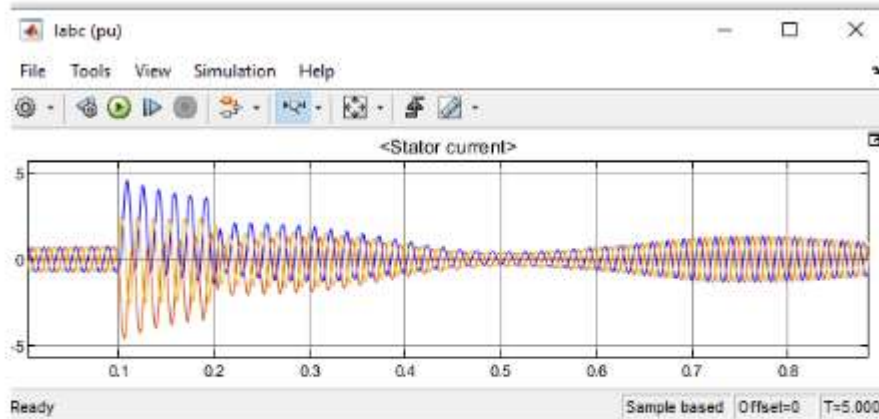 Iabc (pu)
File Tools View Simulation Help
<Stator current>
5
0
-5
0.1 0.2 0.3 0.4 0.5 0.6 0.7 0.8
Ready Sample based Offset=0 T=5.000